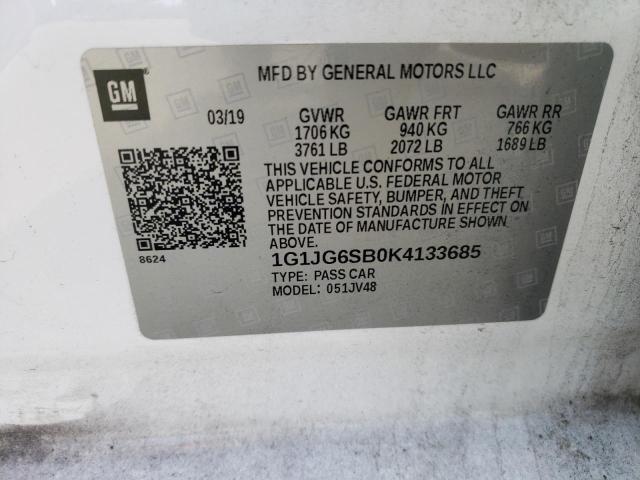 GM
MFD BY GENERAL MOTORS LLC
03/19 GVWR GAWR FRT GAWR RR
1706 KG 940 KG 766 KG
3761 LB 2072 LB 1689 LB
THIS VEHICLE CONFORMS TO ALL
APPLICABLE U.S. FEDERAL MOTOR
VEHICLE SAFETY, BUMPER, AND THEFT
PREVENTION STANDARDS IN EFFECT ON
THE DATE OF MANUFACTURE SHOWN
ABOVE.
8624
1G1JG6SB0K4133685
TYPE: PASS CAR
MODEL: 051JV48